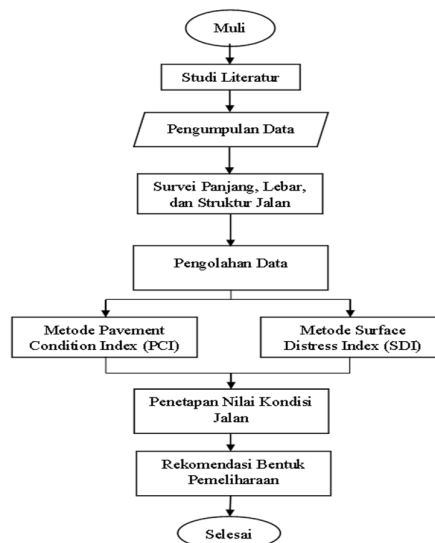 Muli
Studi Literatur
Pengumpulan Data
Survei Panjang, Lebar,
dan Struktur Jalan
Pengolahan Data
Metode Pavement
Condition Index (PCI)
Metode Surface
Distress Index (SDI)
Penetapan Nilai Kondisi
Jalan
Rekomendasi Bentuk
Pemeliharaan
Selesai